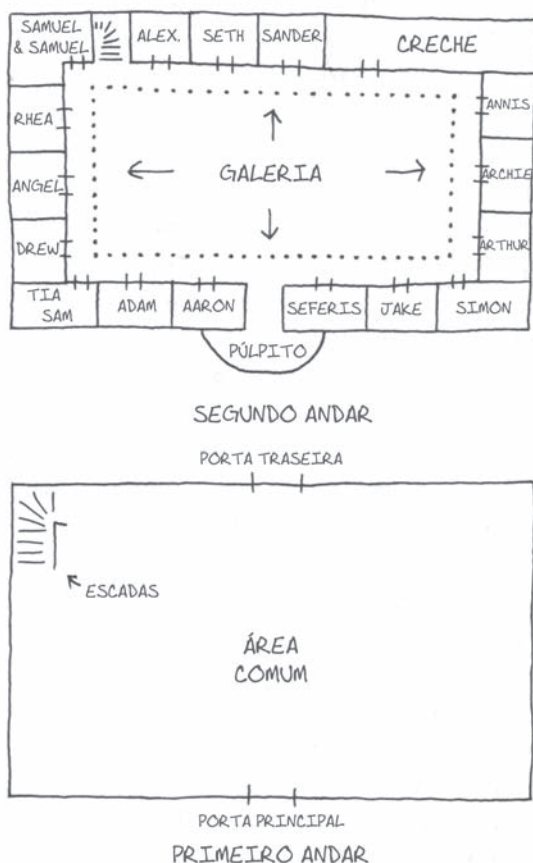 SAMUEL
& SAMUEL
ALEX.
SETH
SANDER
CRECHE
RHEA
ANNIS
ANGEL
GALERIA
ARCHIE
DREW
ARTHUR
TIA
SAM
ADAM
AARON
SEFERIS
JAKE
SIMON
PÚLPITO
SEGUNDO ANDAR
PORTA TRASEIRA
ESCADAS
ÁREA
COMUM
PORTA PRINCIPAL
PRIMEIRO ANDAR